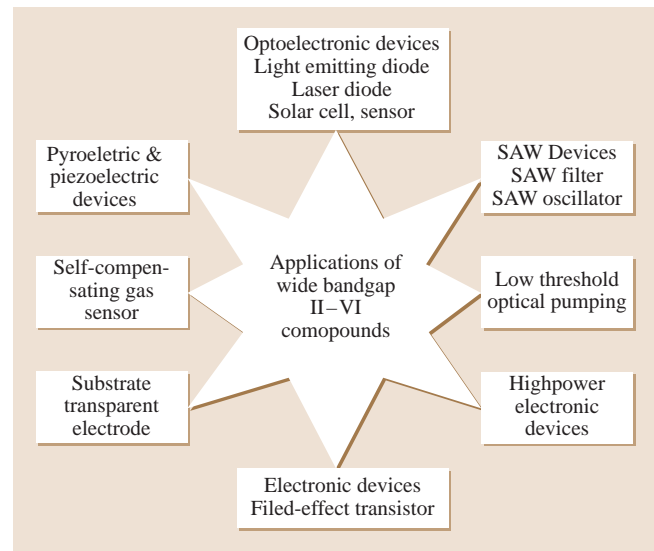 Optoelectronic devices
Light emitting diode
Laser diode
Solar cell, sensor
Pyroeletric &
piezoelectric
devices
SAW Devices
SAW filter
SAW oscillator
Self-compen-
sating gas
sensor
Applications of
wide bandgap
II–VI
comopounds
Low threshold
optical pumping
Substrate
transparent
electrode
Highpower
electronic
devices
Electronic devices
Filed-effect transistor